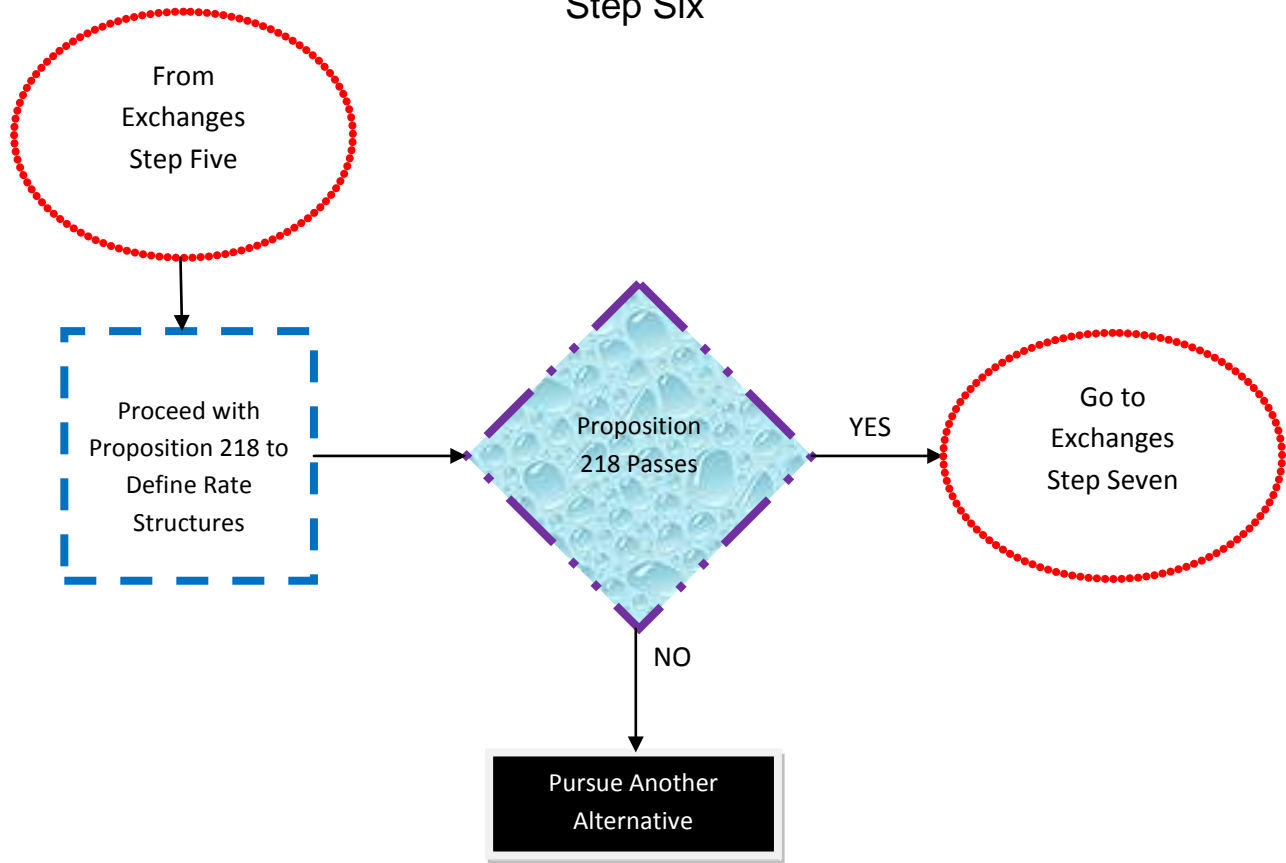 Step Six
From
Exchanges
Step Five
Proceed with
Proposition 218 to
Define Rate
Structures
Proposition
218 Passes
YES
Go to
Exchanges
Step Seven
NO
Pursue Another
Alternative